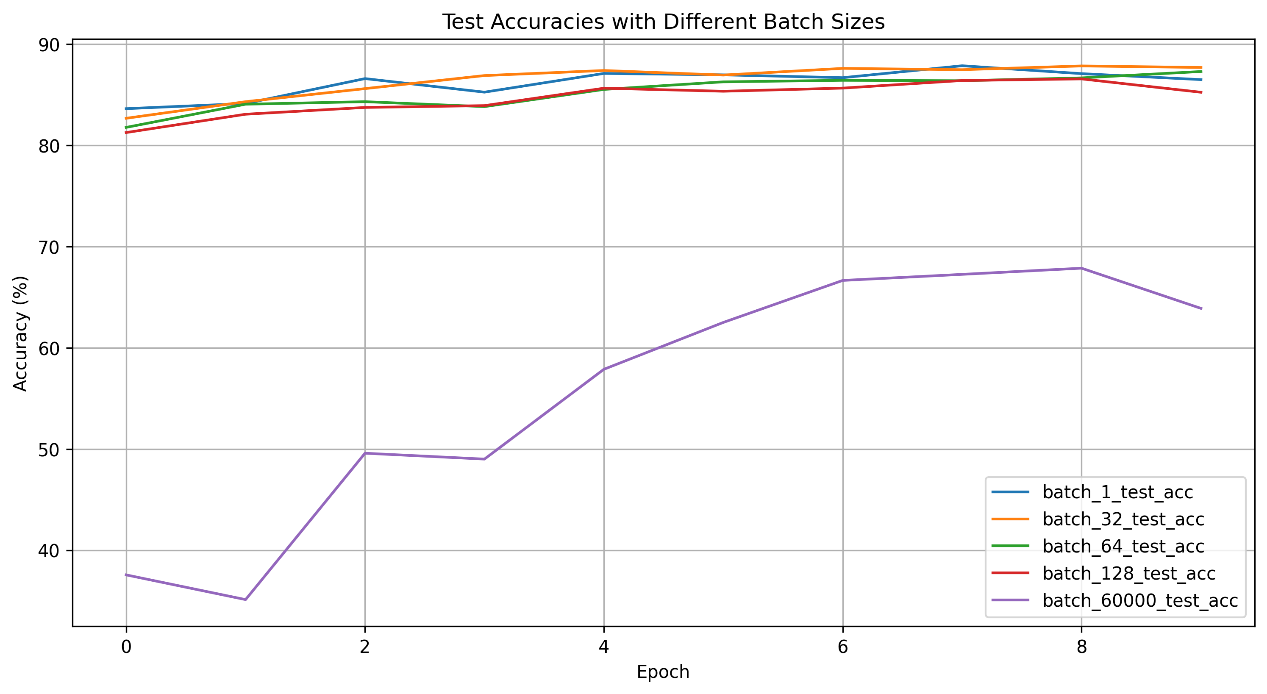 Test Accuracies with Different Batch Sizes
90
80
70
60
50
40
Accuracy (%)
0 2 4 6 8
Epoch
batch_1_test_acc
batch_32_test_acc
batch_64_test_acc
batch_128_test_acc
batch_60000_test_acc